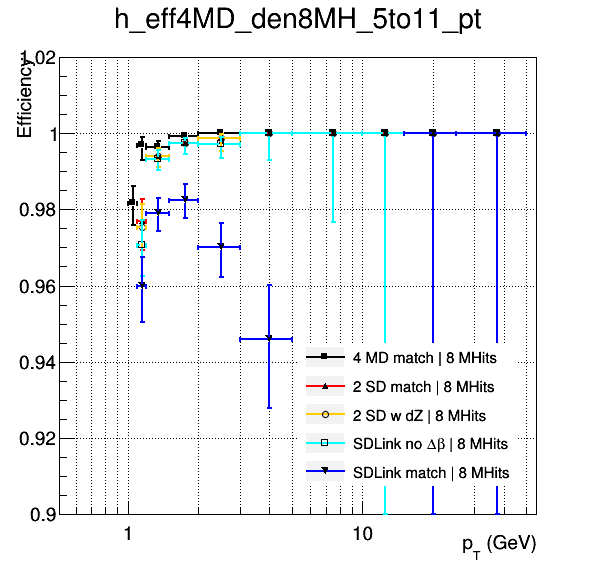 h_eff4MD_den8MH_5to11_pt
Efficiency
1.02
1
0.98
0.96
0.94
0.92
0.9
4 MD match | 8 MHits
2 SD match | 8 MHits
2 SD w dZ | 8 MHits
SDLink no Δβ | 8 MHits
SDLink match | 8 MHits
1
10
p_T (GeV)